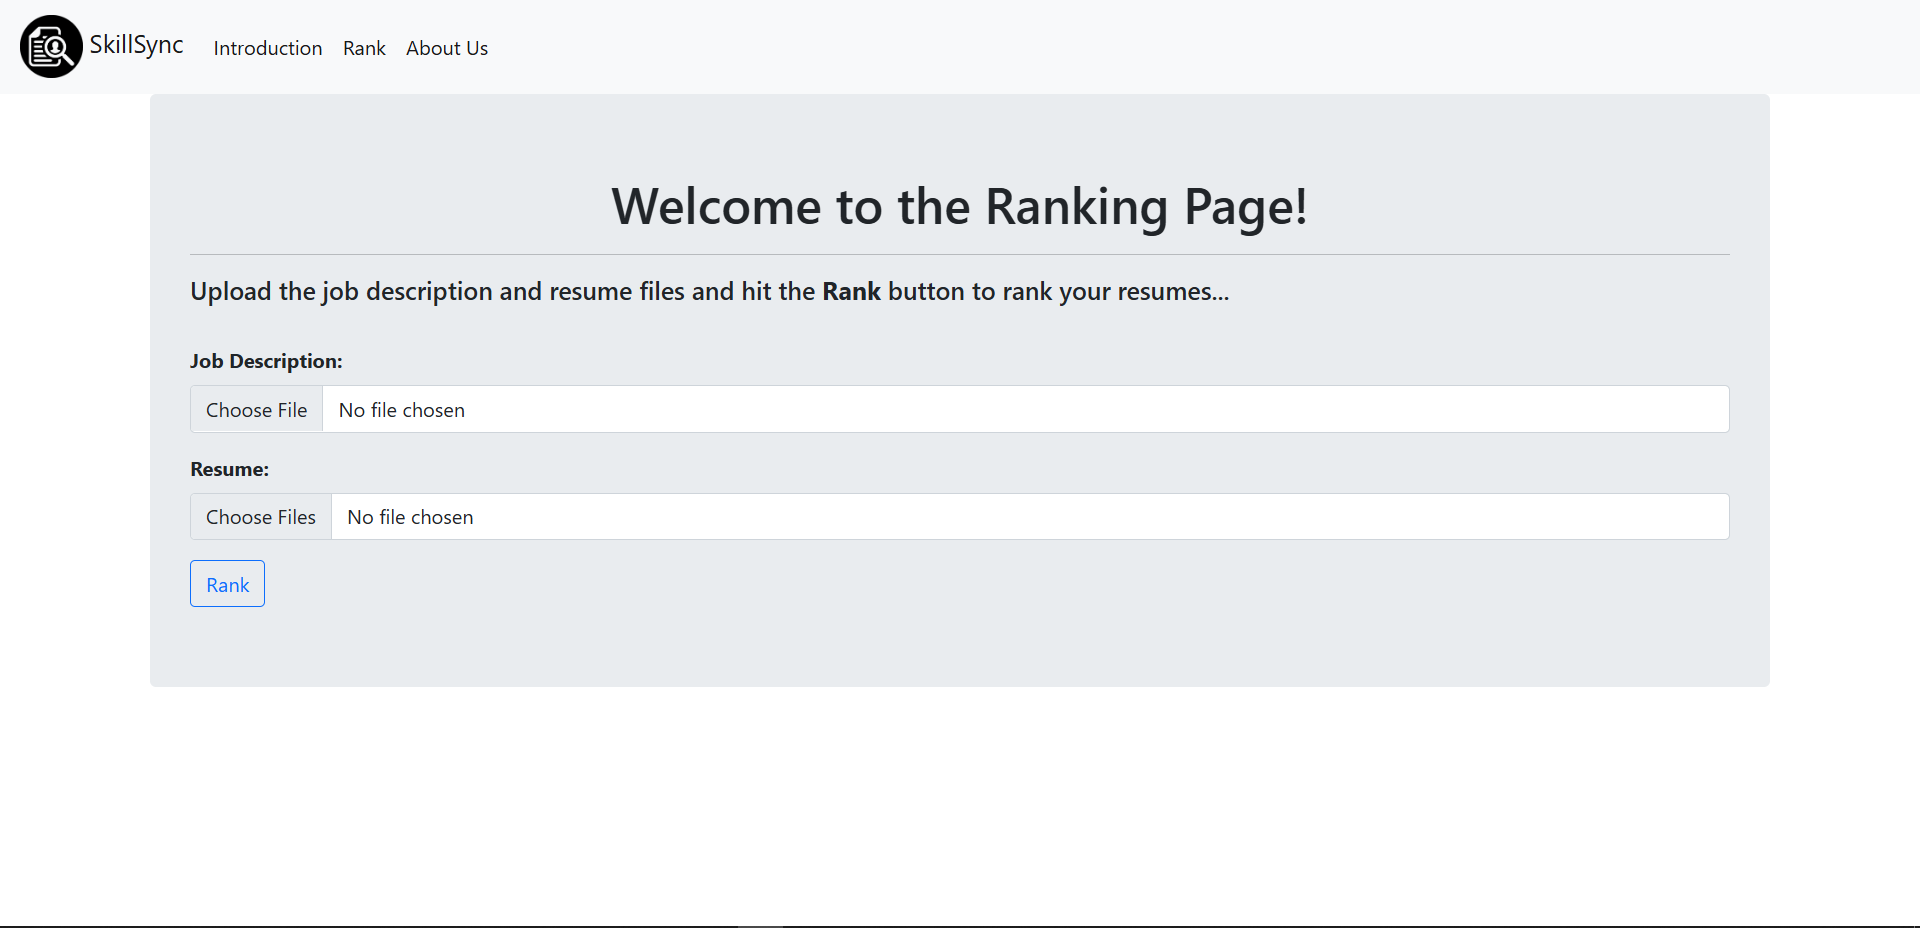 SkillSync Introduction Rank About Us
Welcome to the Ranking Page!
Upload the job description and resume files and hit the Rank button to rank your resumes...
Job Description:
Choose File No file chosen
Resume:
Choose Files No file chosen
Rank